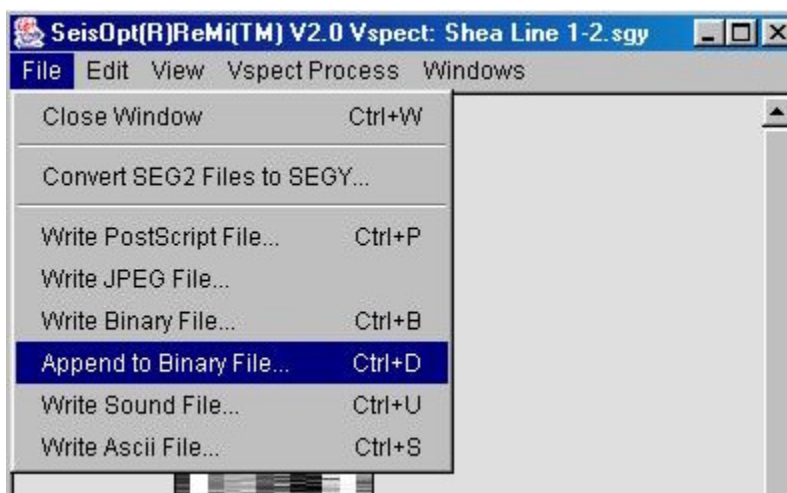 SeisOpt(R)ReMi(TM) V2.0 Vspect: Shea Line 1-2.sgy
File Edit View Vspect Process Windows
Close Window Ctrl+W
Convert SEG2 Files to SEGY...
Write PostScript File... Ctrl+P
Write JPEG File...
Write Binary File... Ctrl+B
Append to Binary File... Ctrl+D
Write Sound File... Ctrl+U
Write Ascii File... Ctrl+S